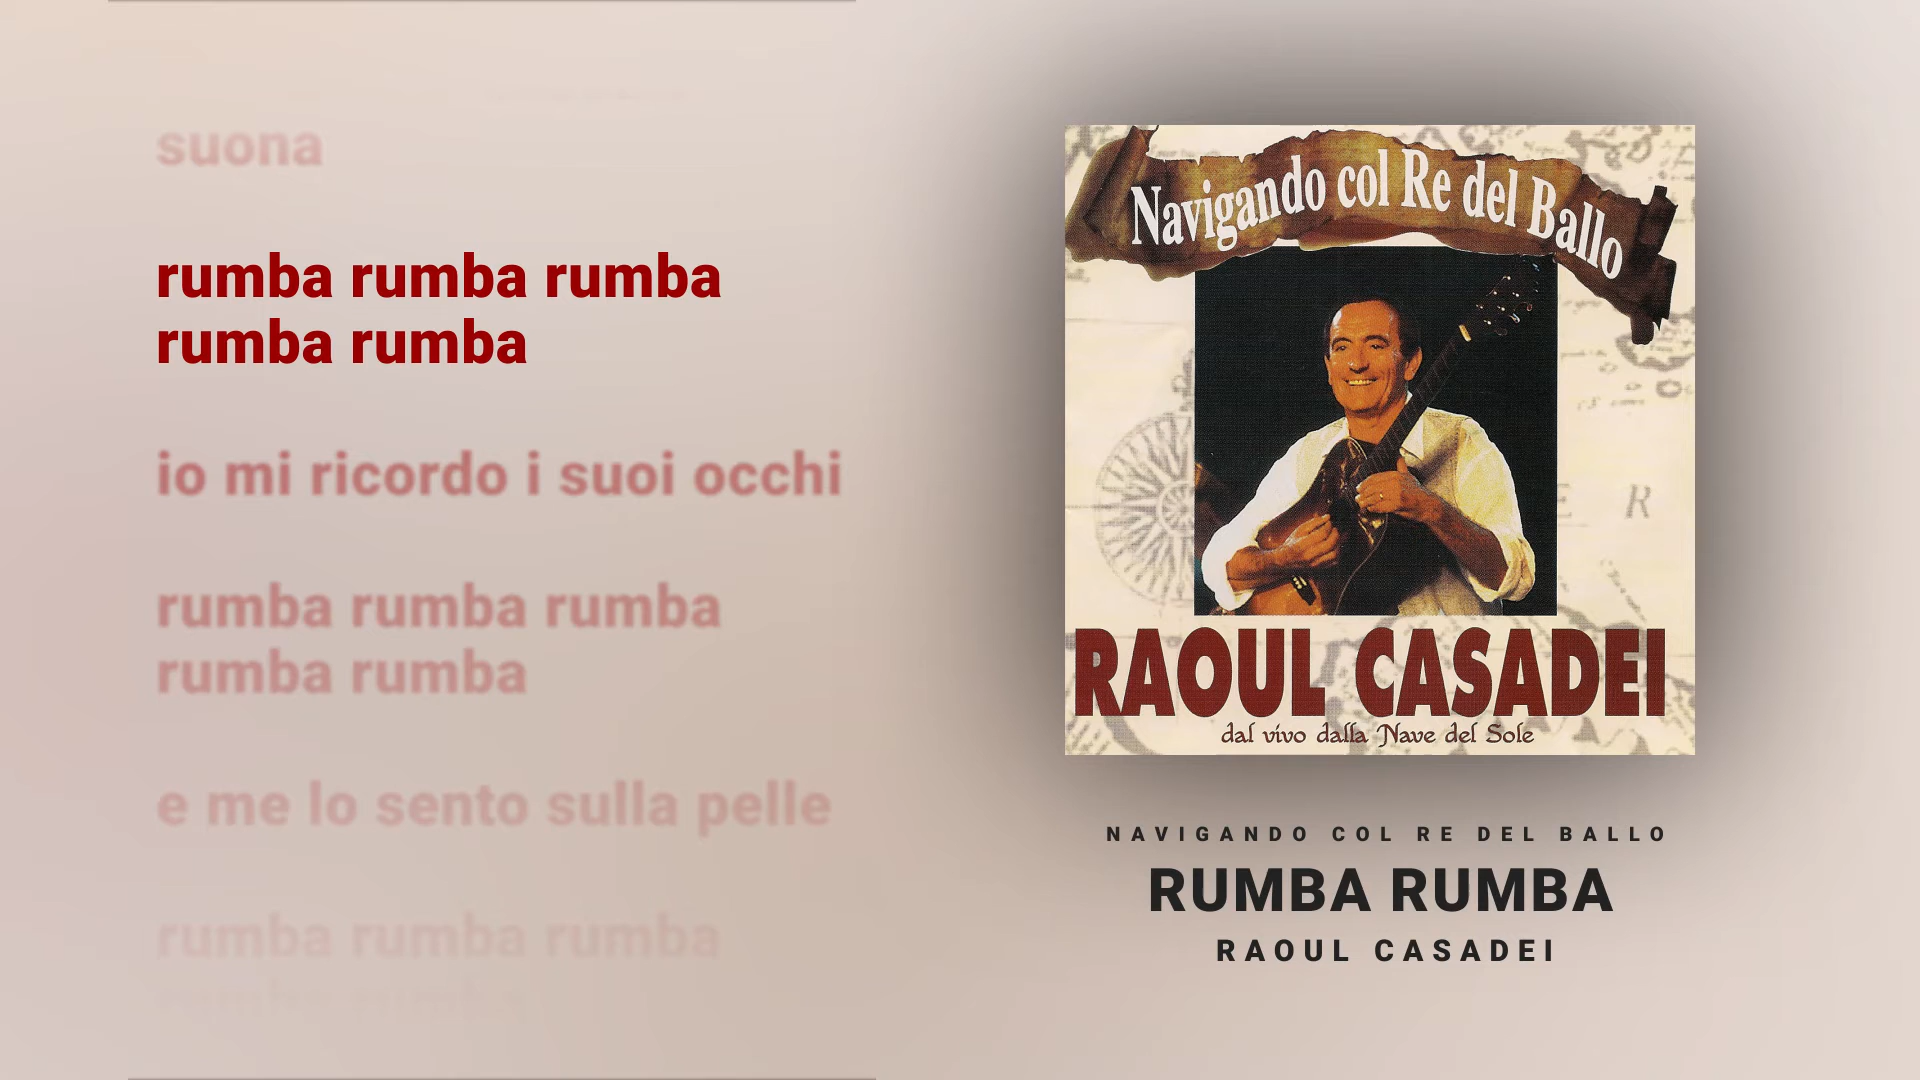 suona
rumba rumba rumba
rumba rumba
io mi ricordo i suoi occhi
rumba rumba rumba
rumba rumba
e me lo sento sulla pelle
rumba rumba rumba
Navigando col Re del Ballo
E R
RAOUL CASADEI
dal vivo dalla Nave del Sole
NAVIGANDO COL RE DEL BALLO
RUMBA RUMBA
RAOUL CASADEI